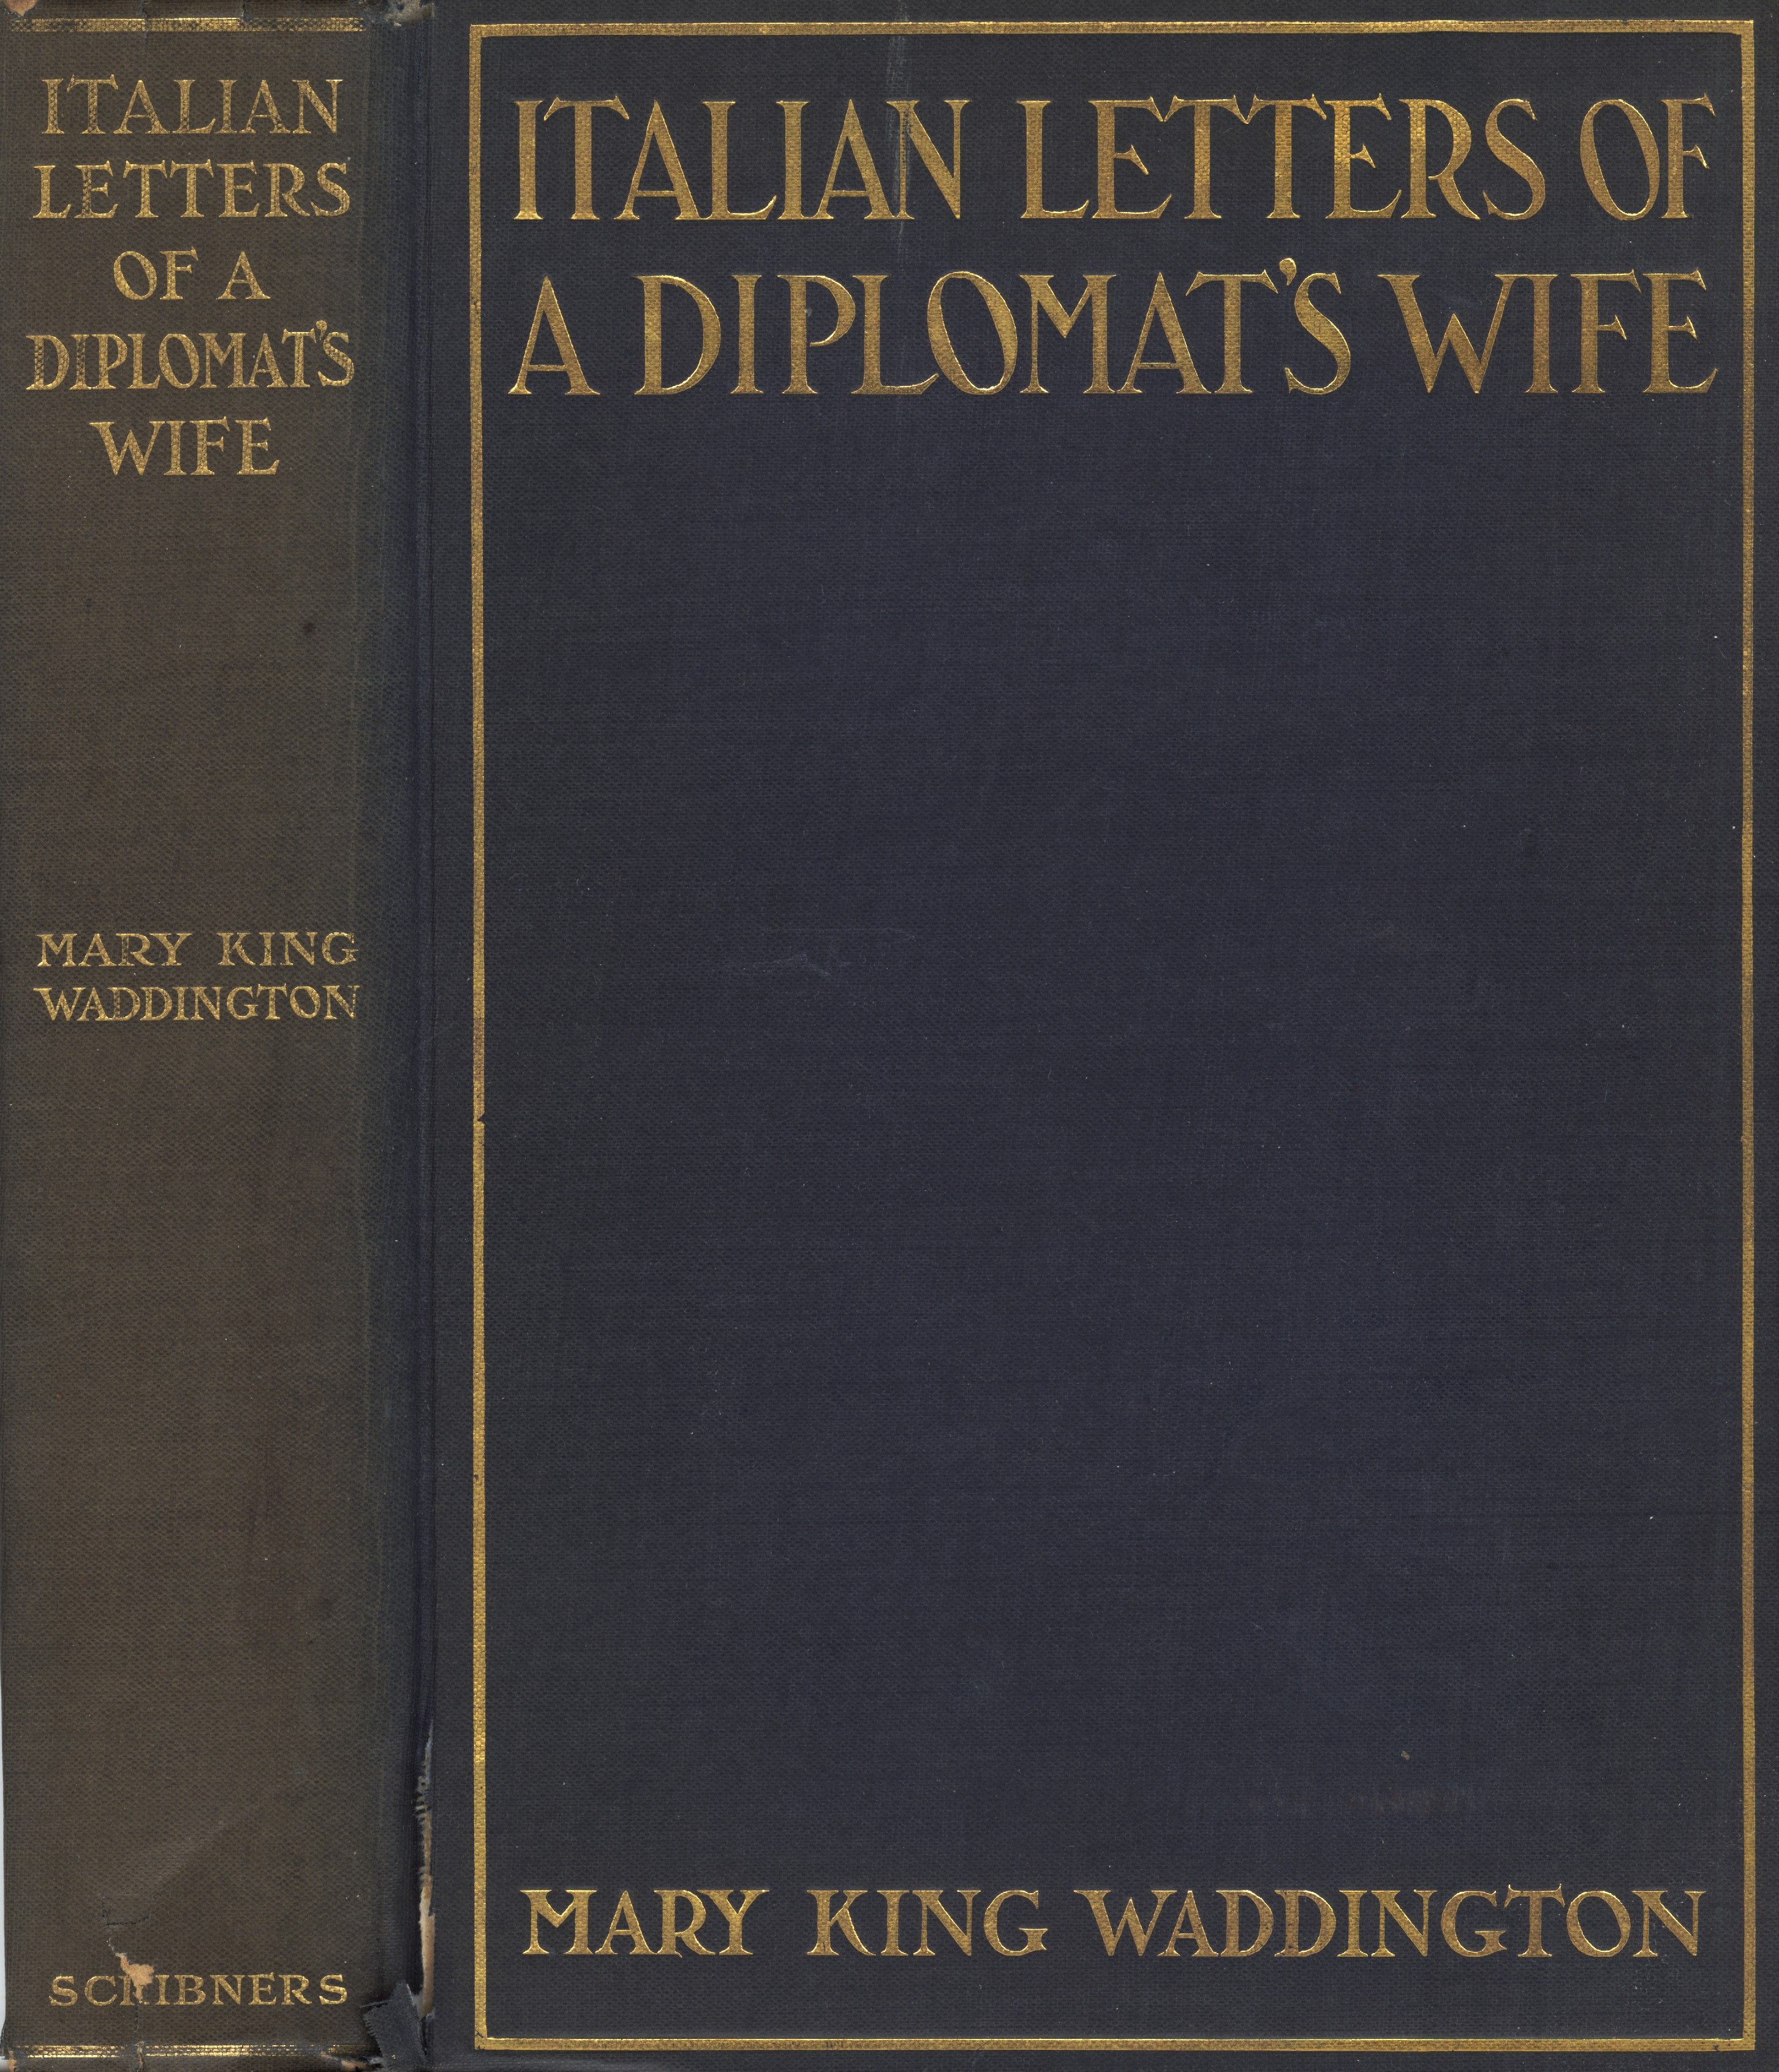 ITALIAN
LETTERS
OF A
DIPLOMAT'S
WIFE
MARY KING
WADDINGTON
SCRIBNERS
ITALIAN LETTERS OF
A DIPLOMAT'S WIFE
MARY KING WADDINGTON